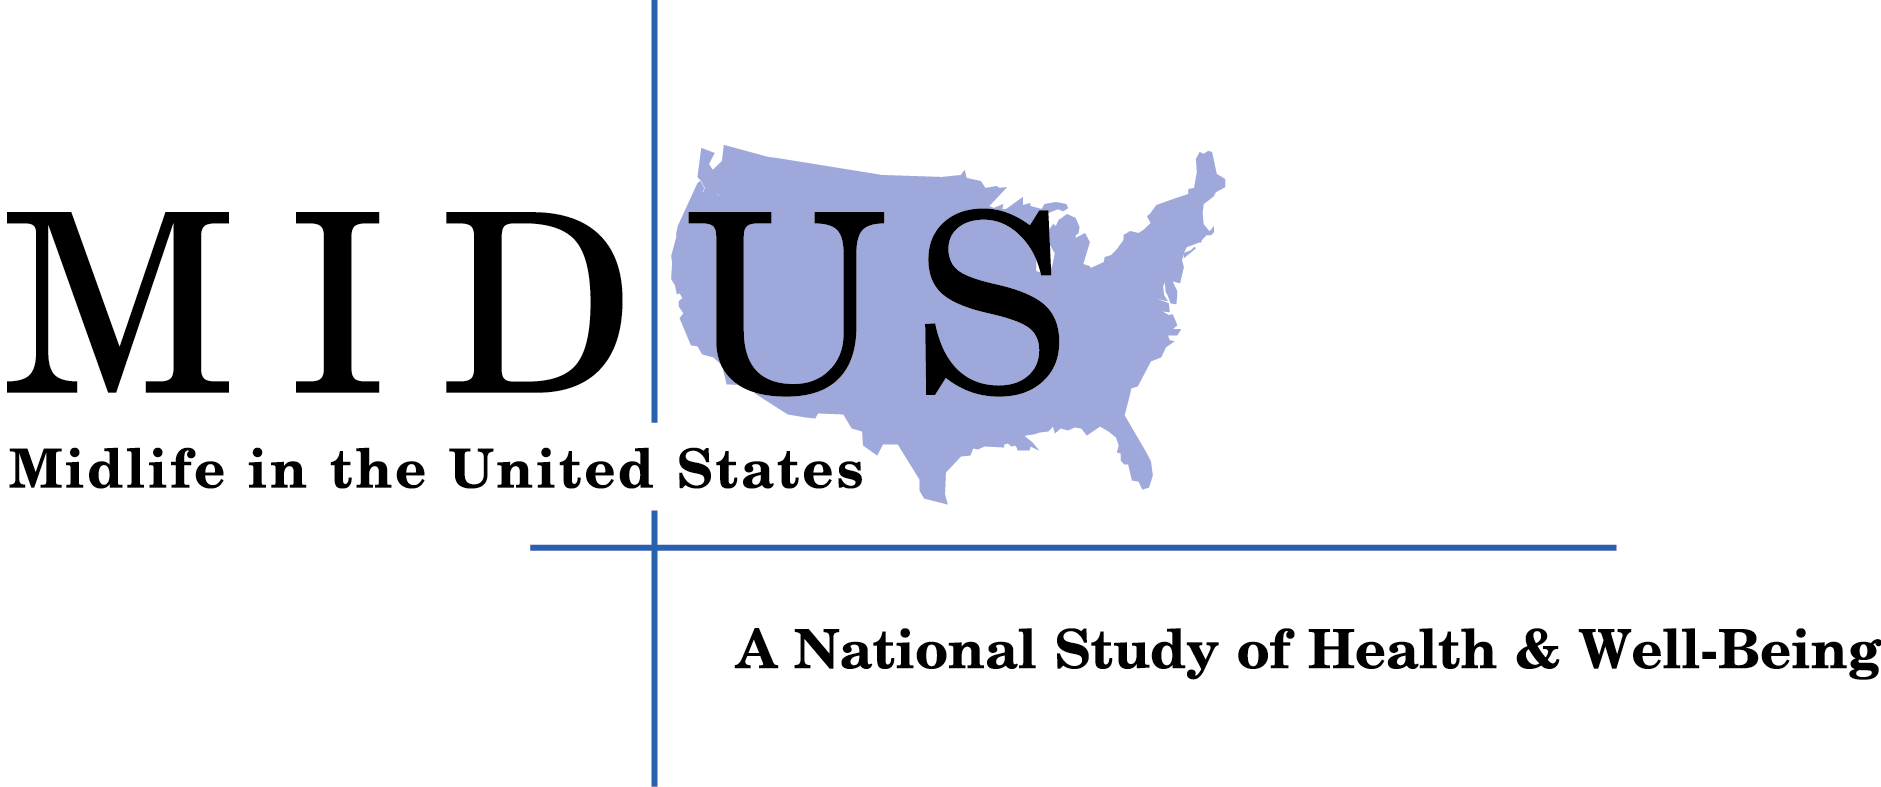 MIDUS
Midlife in the United States
A National Study of Health & Well-Being